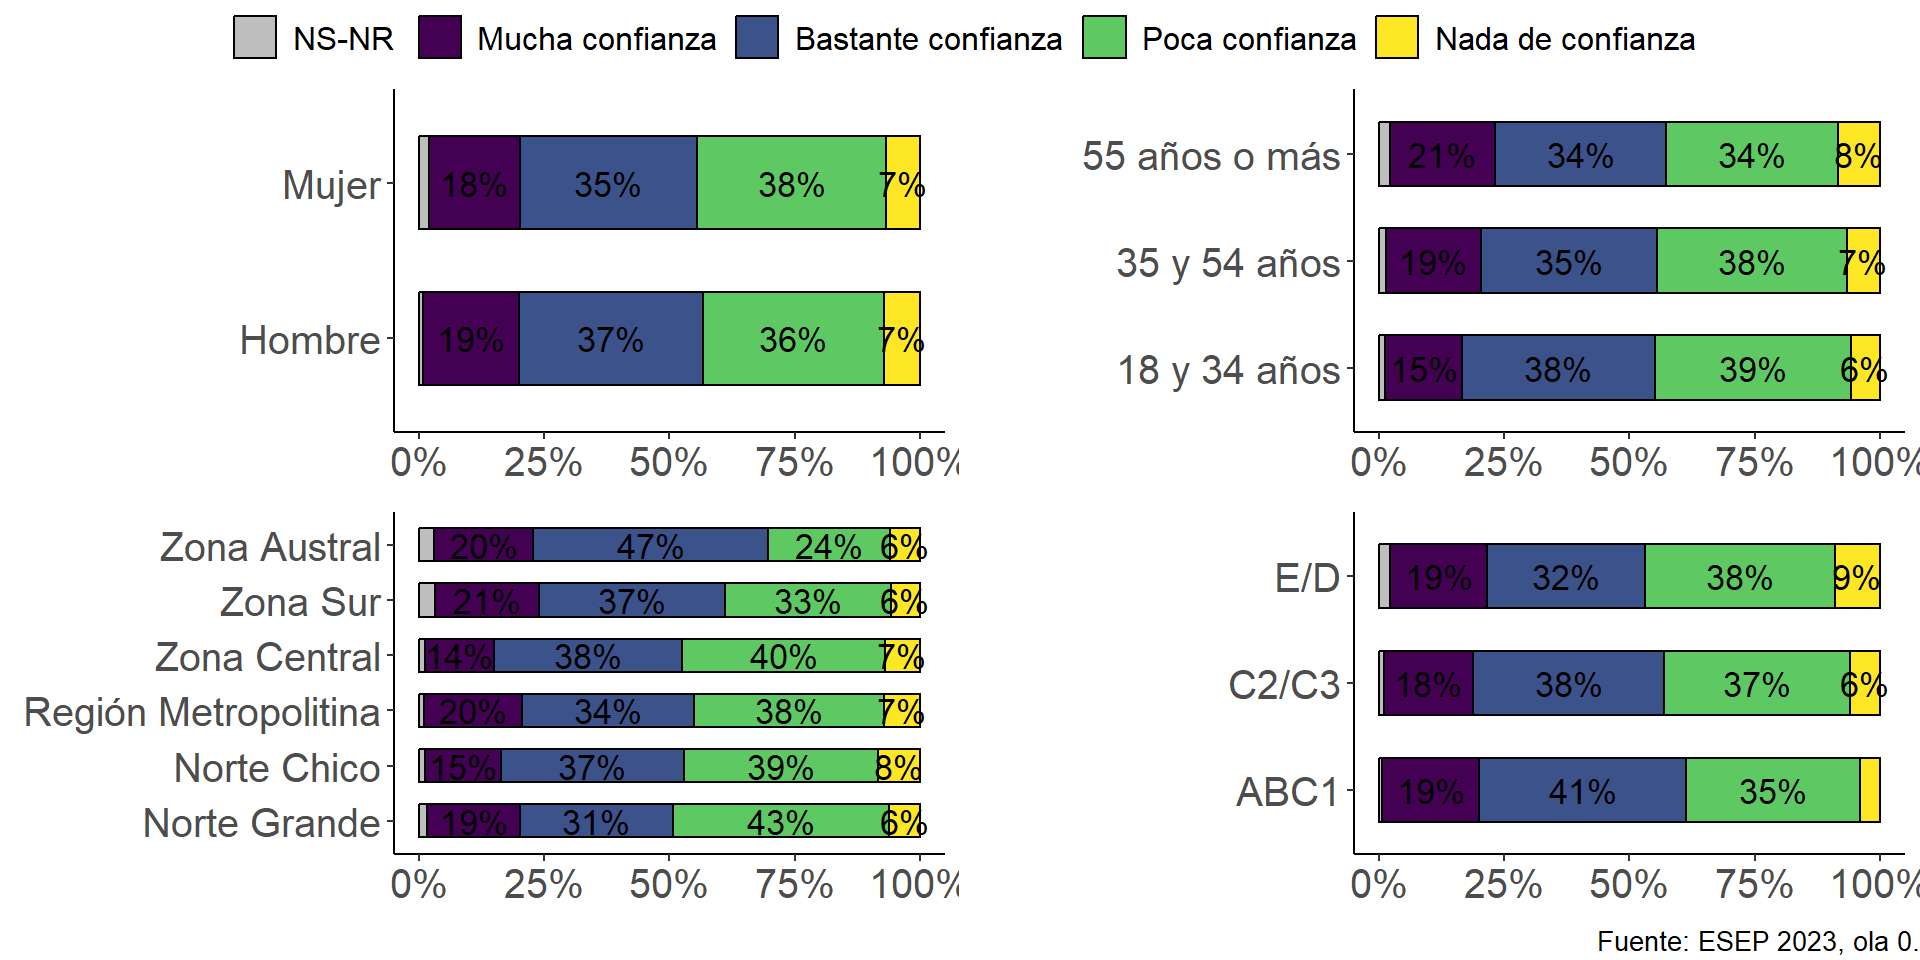 NS-NR Mucha confianza Bastante confianza Poca confianza Nada de confianza
Mujer 18% 35% 38% 7%
Hombre 19% 37% 36% 7%
0% 25% 50% 75% 100%
55 años o más 21% 34% 34% 8%
35 y 54 años 19% 35% 38% 7%
18 y 34 años 15% 38% 39% 6%
0% 25% 50% 75% 100%
Zona Austral 20% 47% 24% 6%
Zona Sur 21% 37% 33% 6%
Zona Central 14% 38% 40% 7%
Región Metropolitina 20% 34% 38% 7%
Norte Chico 15% 37% 39% 8%
Norte Grande 19% 31% 43% 6%
0% 25% 50% 75% 100%
E/D 19% 32% 38% 9%
C2/C3 18% 38% 37% 6%
ABC1 19% 41% 35%
0% 25% 50% 75% 100%
Fuente: ESEP 2023, ola 0.